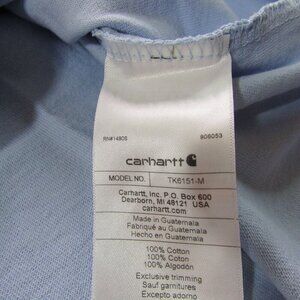 RN#14806 906053
carhartt
MODEL NO. TK6151-M
Carhartt, Inc. P.O. Box 600
Dearborn, MI 48121 USA
carhartt.com
Made in Guatemala
Fabriqué au Guatemala
Hecho en Guatemala
100% Cotton
100% Coton
100% Algodón
Exclusive trimming
Sauf garnitures
Excepto adorno